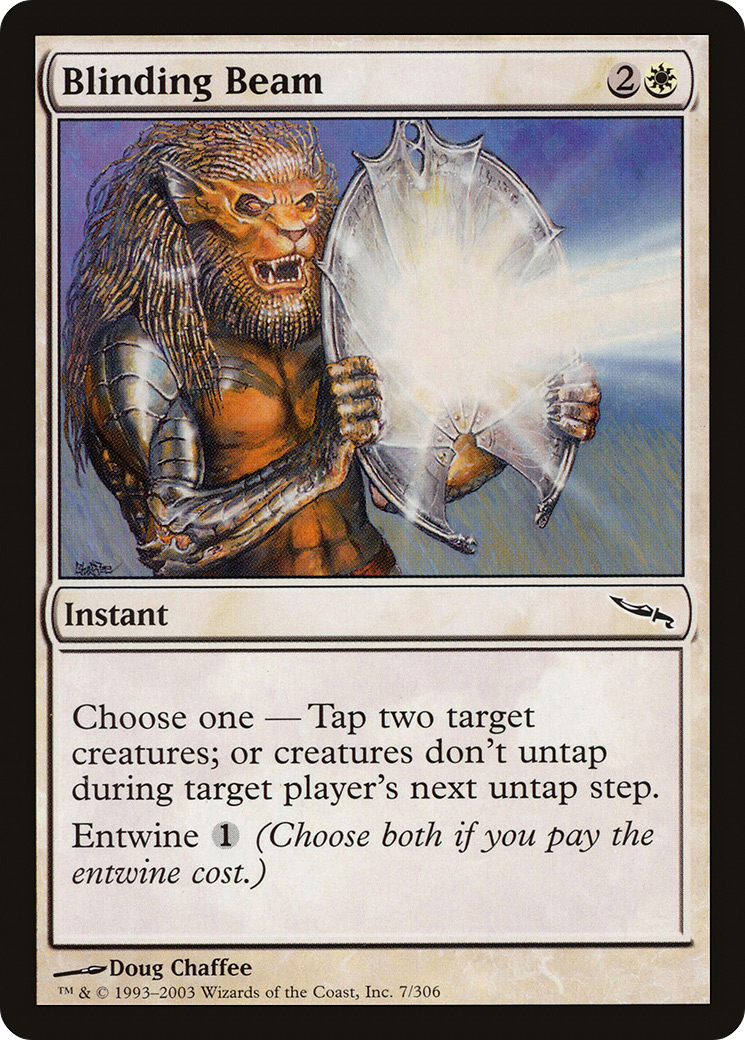 Blinding Beam 2
Instant
Choose one — Tap two target
creatures; or creatures don't untap
during target player's next untap step.
Entwine 1 (Choose both if you pay the
entwine cost.)
Doug Chaffee
™ & © 1993–2003 Wizards of the Coast, Inc. 7/306